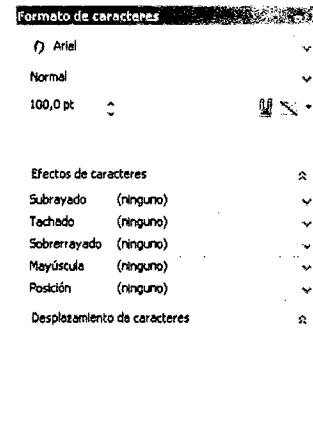 Formato de caracteres
Arial
Normal
100,0 pt
Efectos de caracteres
Subrayado (ninguno)
Tachado (ninguno)
Sobrerrayado (ninguno)
Mayúscula (ninguno)
Posición (ninguno)
Desplazamiento de caracteres